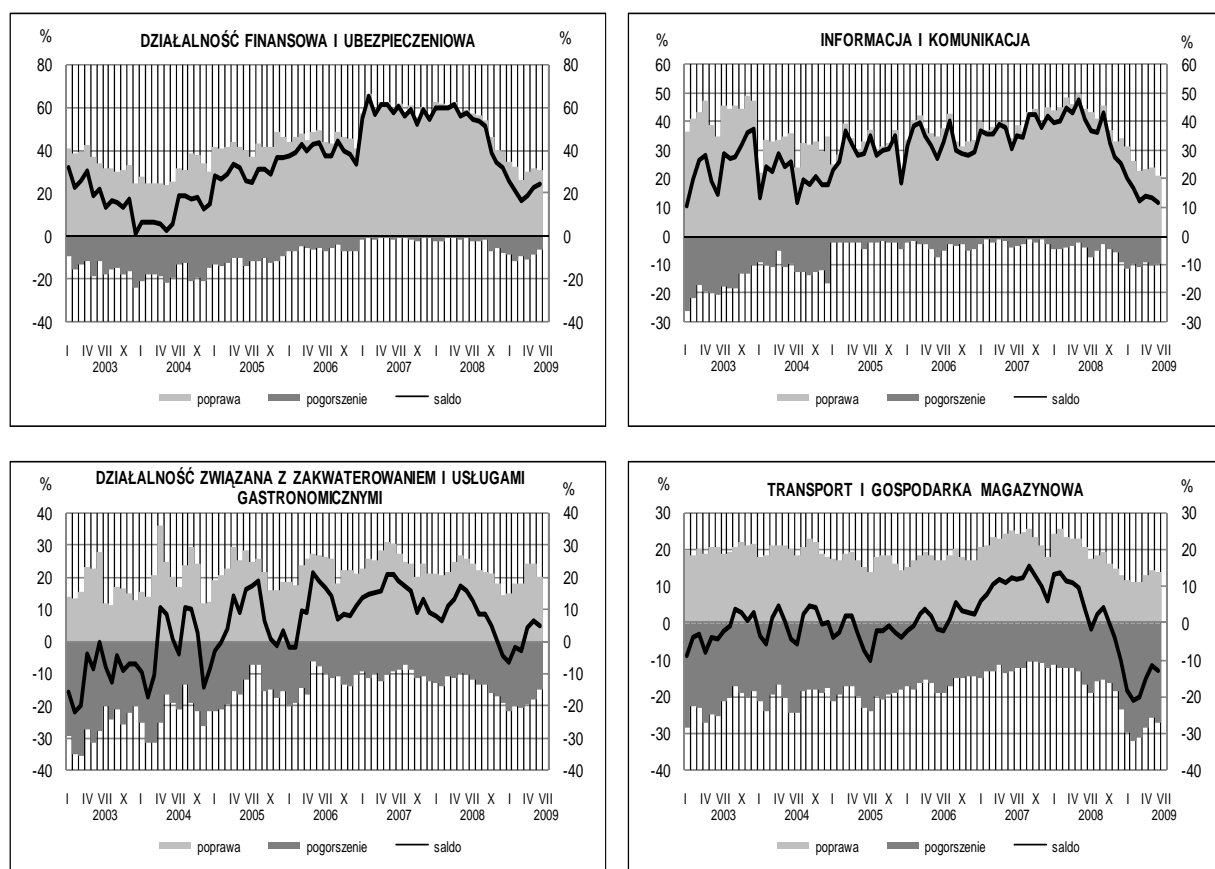 DZIAŁALNOŚĆ FINANSOWA I UBEZPIECZENIOWA
% %
80 80
60 60
40 40
20 20
0 0
-20 -20
-40 -40
I IV VII X I IV VII X I IV VII X I IV VII X I IV VII X I IV VII X I IV VII
2003 2004 2005 2006 2007 2008 2009
poprawa pogorszenie saldo
INFORMACJA I KOMUNIKACJA
% %
60 60
50 50
40 40
30 30
20 20
10 10
0 0
-10 -10
-20 -20
-30 -30
I IV VII X I IV VII X I IV VII X I IV VII X I IV VII X I IV VII X I IV VII
2003 2004 2005 2006 2007 2008 2009
poprawa pogorszenie saldo
DZIAŁALNOŚĆ ZWIĄZANA Z ZAKWATEROWANIEM I USŁUGAMI
GASTRONOMICZNYMI
% %
40 40
30 30
20 20
10 10
0 0
-10 -10
-20 -20
-30 -30
-40 -40
I IV VII X I IV VII X I IV VII X I IV VII X I IV VII X I IV VII X I IV VII
2003 2004 2005 2006 2007 2008 2009
poprawa pogorszenie saldo
TRANSPORT I GOSPODARKA MAGAZYNOWA
% %
30 30
20 20
10 10
0 0
-10 -10
-20 -20
-30 -30
-40 -40
I IV VII X I IV VII X I IV VII X I IV VII X I IV VII X I IV VII X I IV VII
2003 2004 2005 2006 2007 2008 2009
poprawa pogorszenie saldo